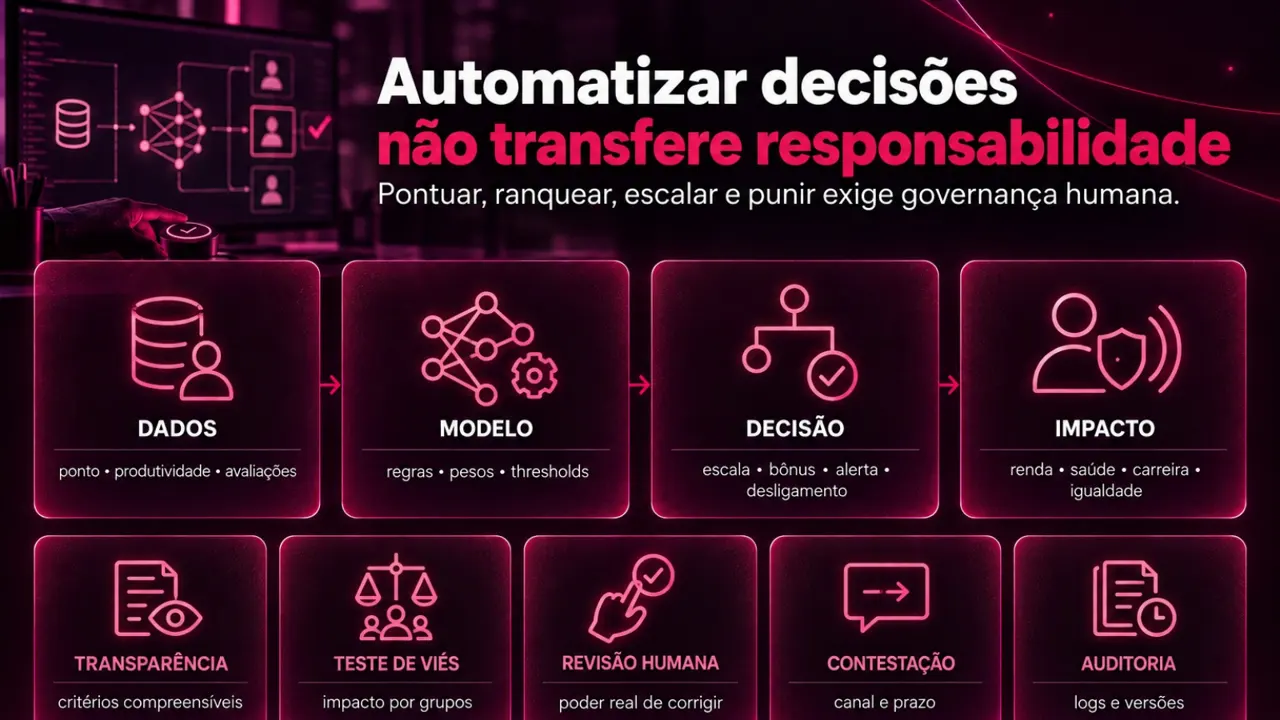 Automatizar decisões
não transfere responsabilidade
Pontuar, ranquear, escalar e punir exige governança humana.
DADOS
ponto • produtividade • avaliações
MODELO
regras • pesos • thresholds
DECISÃO
escala • bônus • alerta •
desligamento
IMPACTO
renda • saúde • carreira •
igualdade
TRANSPARÊNCIA
critérios compreensíveis
TESTE DE VIÉS
impacto por grupos
REVISÃO HUMANA
poder real de corrigir
CONTESTAÇÃO
canal e prazo
AUDITORIA
logs e versões